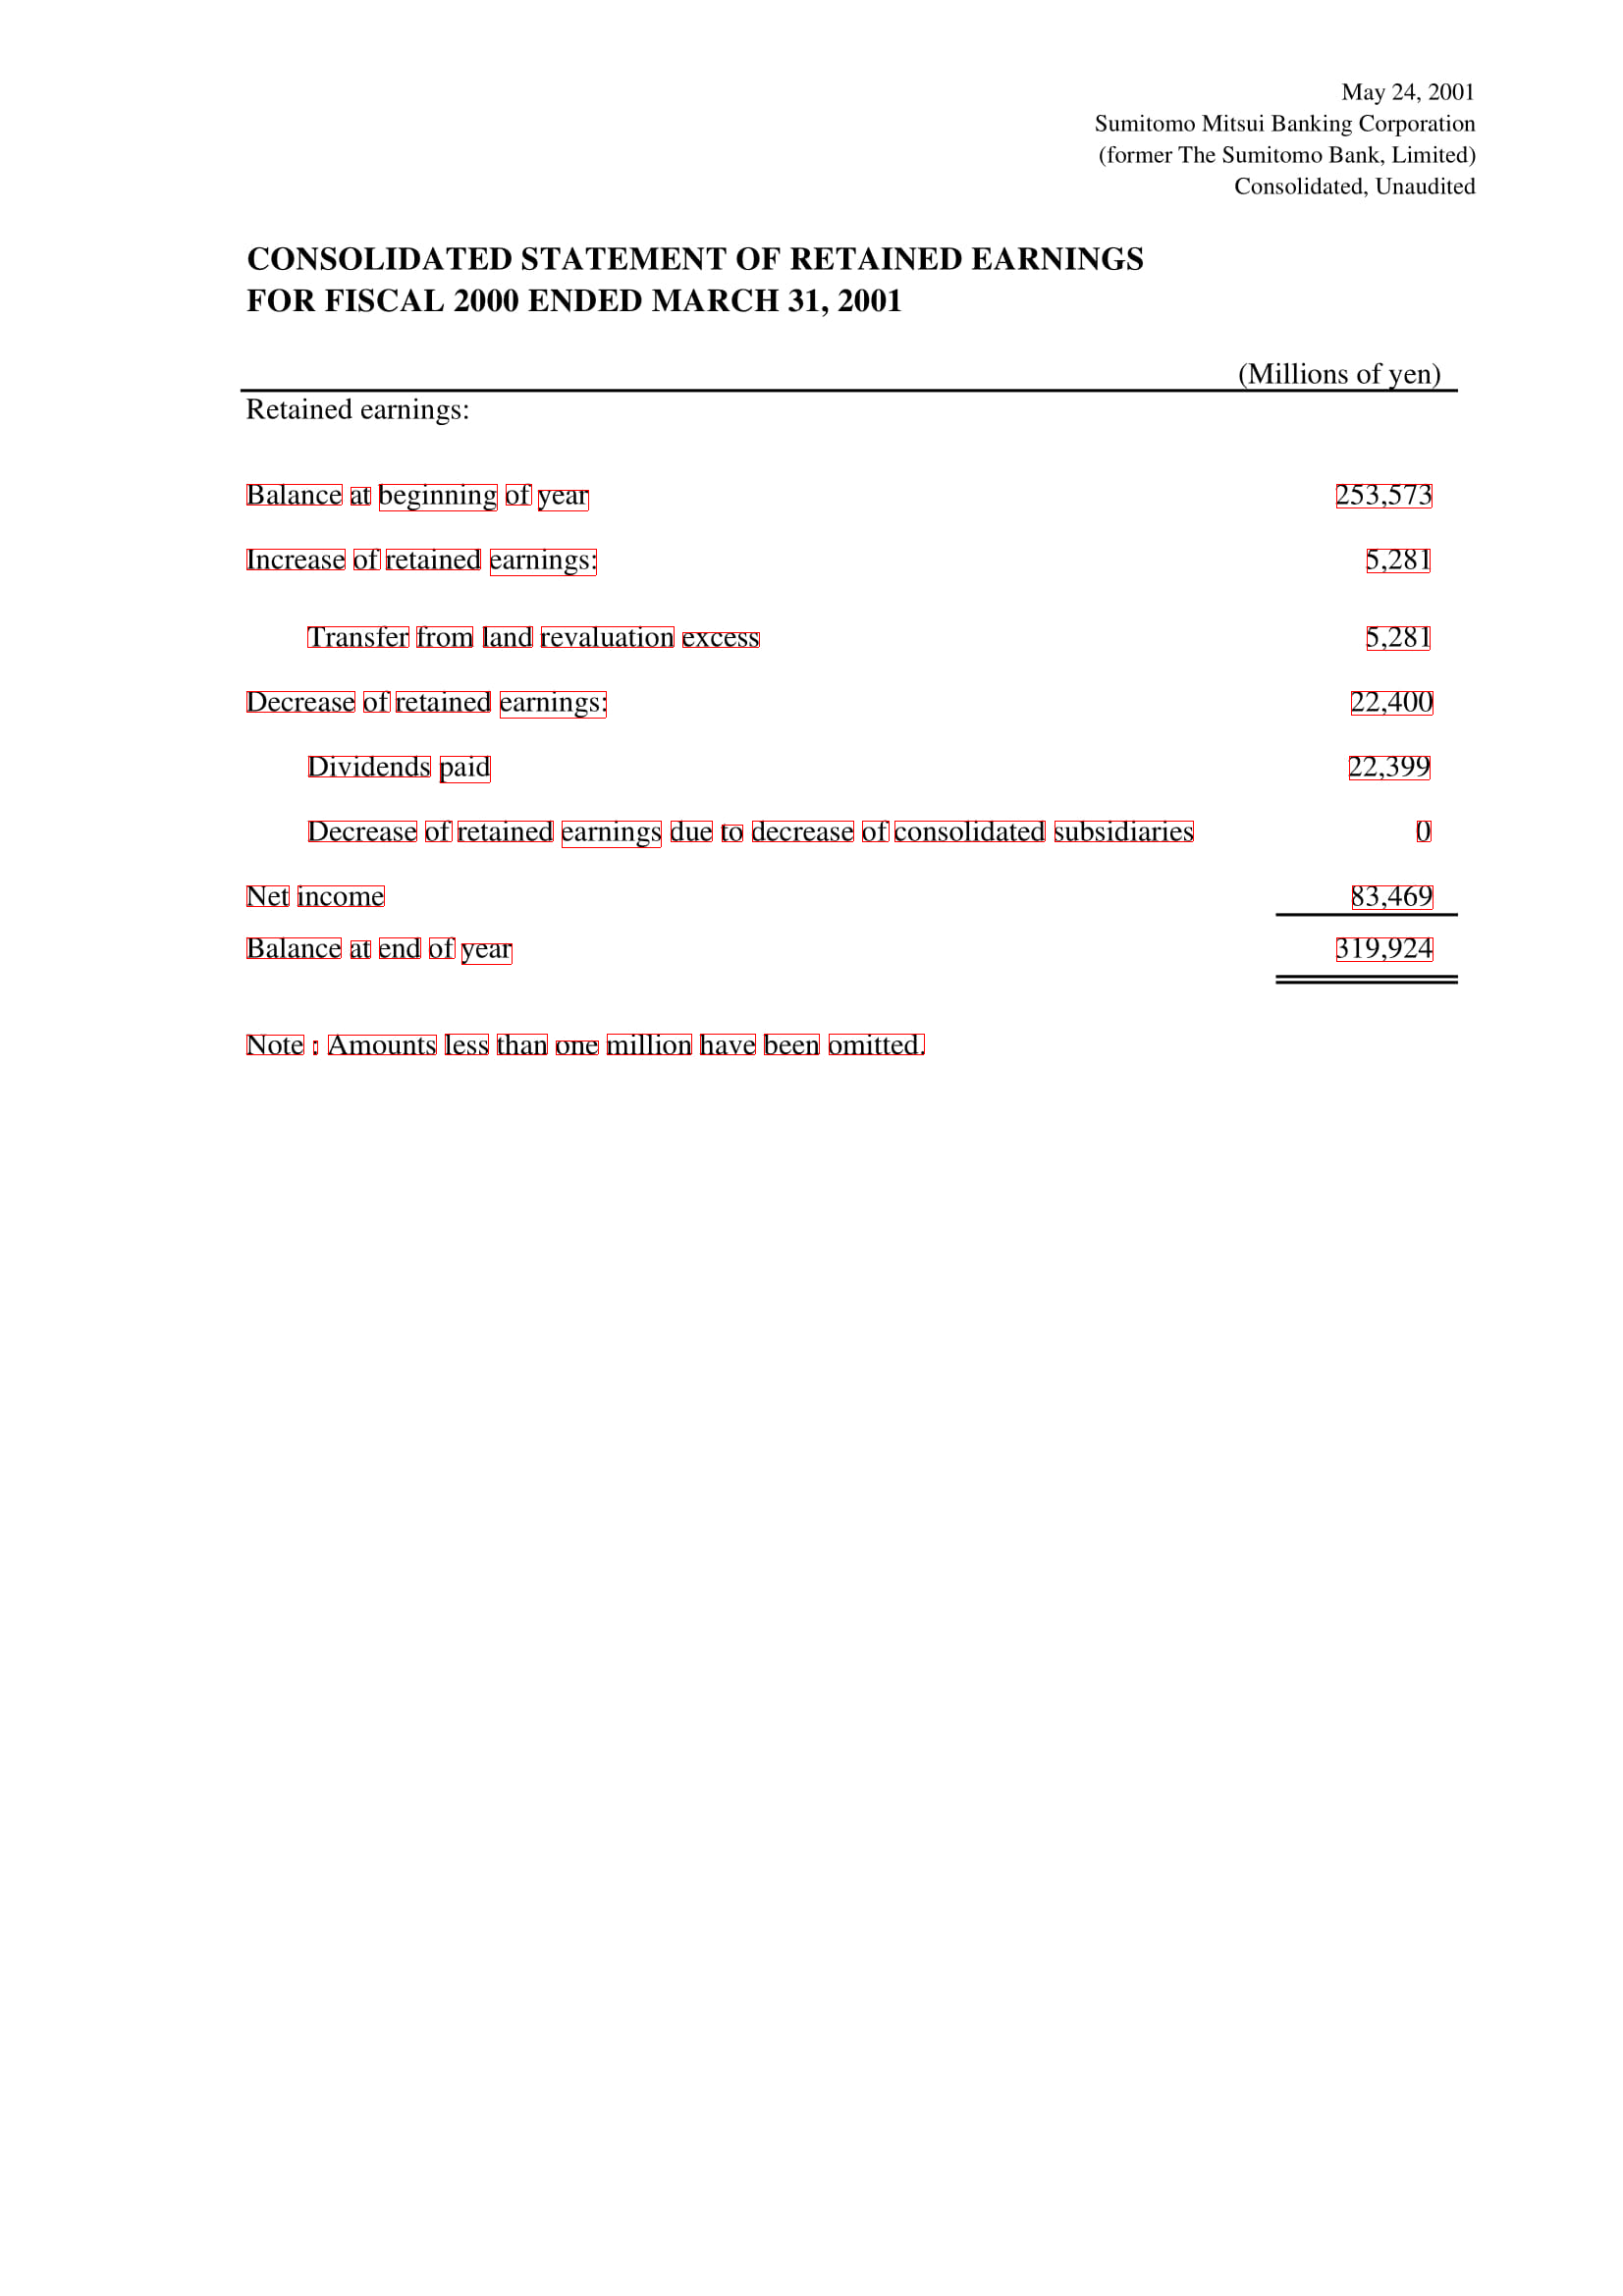 May 24, 2001
Sumitomo Mitsui Banking Corporation
(former The Sumitomo Bank, Limited)
Consolidated, Unaudited
CONSOLIDATED STATEMENT OF RETAINED EARNINGS
FOR FISCAL 2000 ENDED MARCH 31, 2001
(Millions of yen)
Retained earnings:
Balance at beginning of year 253,573
Increase of retained earnings: 5,281
Transfer from land revaluation excess 5,281
Decrease of retained earnings: 22,400
Dividends paid 22,399
Decrease of retained earnings due to decrease of consolidated subsidiaries 0
Net income 83,469
Balance at end of year 319,924
Note : Amounts less than one million have been omitted.